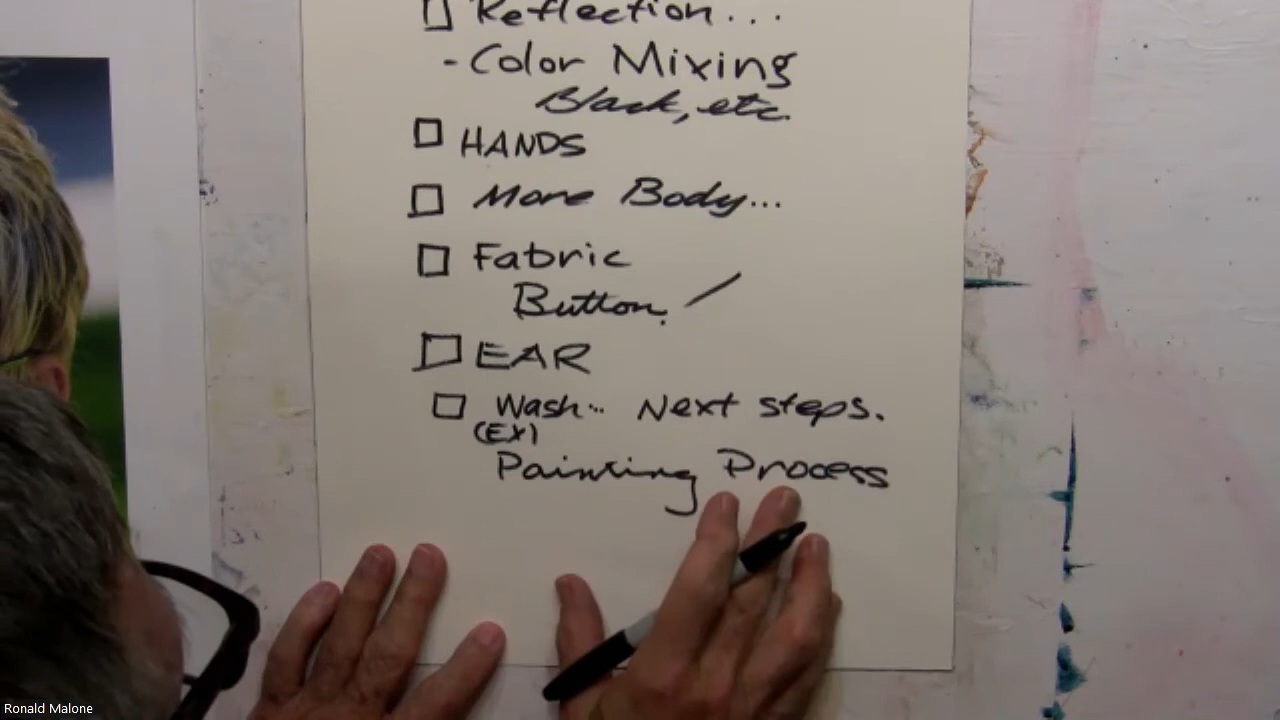 Reflection...
- Color Mixing
Black, etc.
HANDS
More Body...
Fabric
Button.
EAR
Wash... Next steps.
(EX)
Painting Process
Ronald Malone